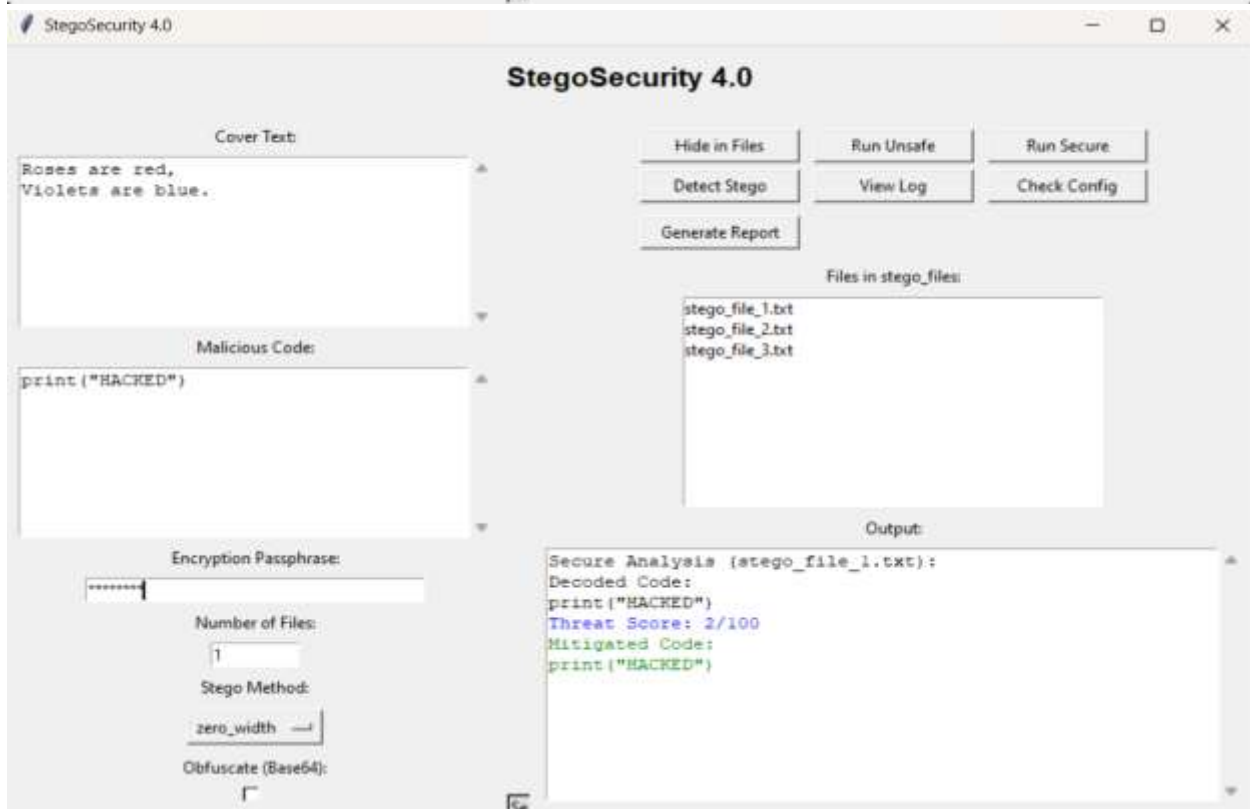 StegoSecurity 4.0
StegoSecurity 4.0
Cover Text:
Roses are red,
Violets are blue.
Malicious Code:
print("HACKED")
Encryption Passphrase:
********
Number of Files:
1
Stego Method:
zero_width
Obfuscate (Base64):
Hide in Files
Run Unsafe
Run Secure
Detect Stego
View Log
Check Config
Generate Report
Files in stego_files:
stego_file_1.txt
stego_file_2.txt
stego_file_3.txt
Output:
Secure Analysis (stego_file_1.txt):
Decoded Code:
print("HACKED")
Threat Score: 2/100
Mitigated Code:
print("HACKED")